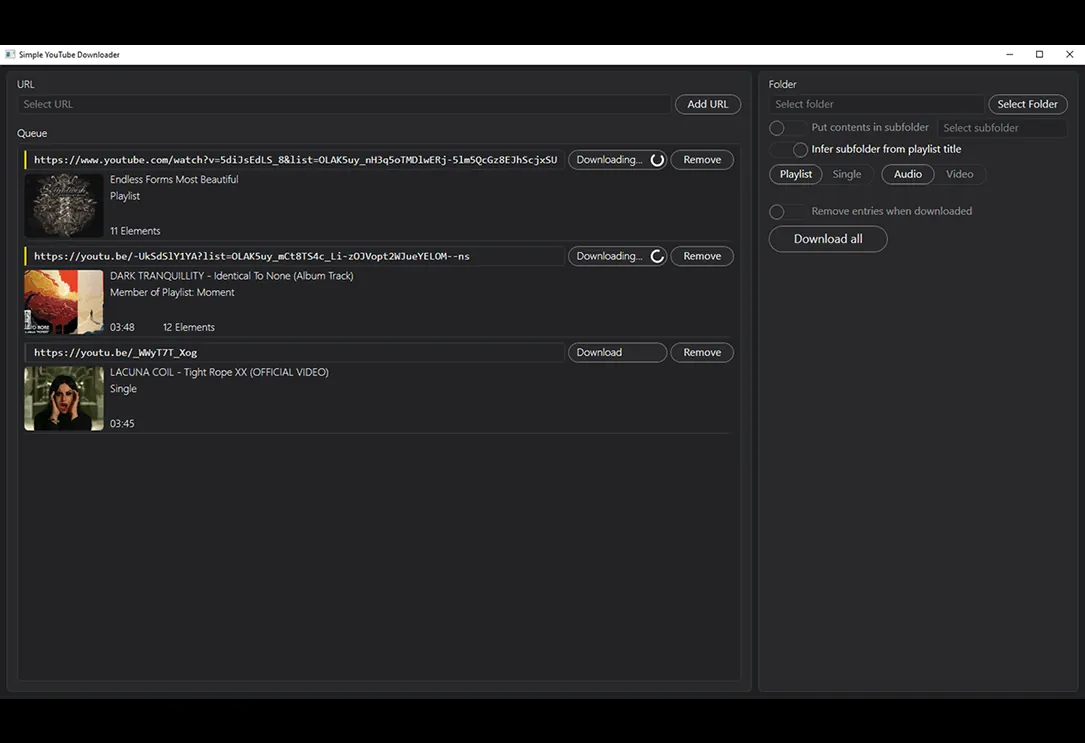 Simple YouTube Downloader
URL
Select URL
Add URL
Queue
https://www.youtube.com/watch?v=5diJsEdLS_8&list=OLAK5uy_nH3q5oTMDlwERj-5lm5QcGz8EJhScjxSU
Downloading...
Remove
Endless Forms Most Beautiful
Playlist
11 Elements
https://youtu.be/-UkSdSlY1YA?list=OLAK5uy_mCt8TS4c_Li-zOJVopt2WJueYELOM--ns
Downloading...
Remove
DARK TRANQUILLITY - Identical To None (Album Track)
Member of Playlist: Moment
03:48
12 Elements
https://youtu.be/_WWyT7T_Xog
Download
Remove
LACUNA COIL - Tight Rope XX (OFFICIAL VIDEO)
Single
03:45
Folder
Select folder
Select Folder
Put contents in subfolder
Select subfolder
Infer subfolder from playlist title
Playlist
Single
Audio
Video
Remove entries when downloaded
Download all